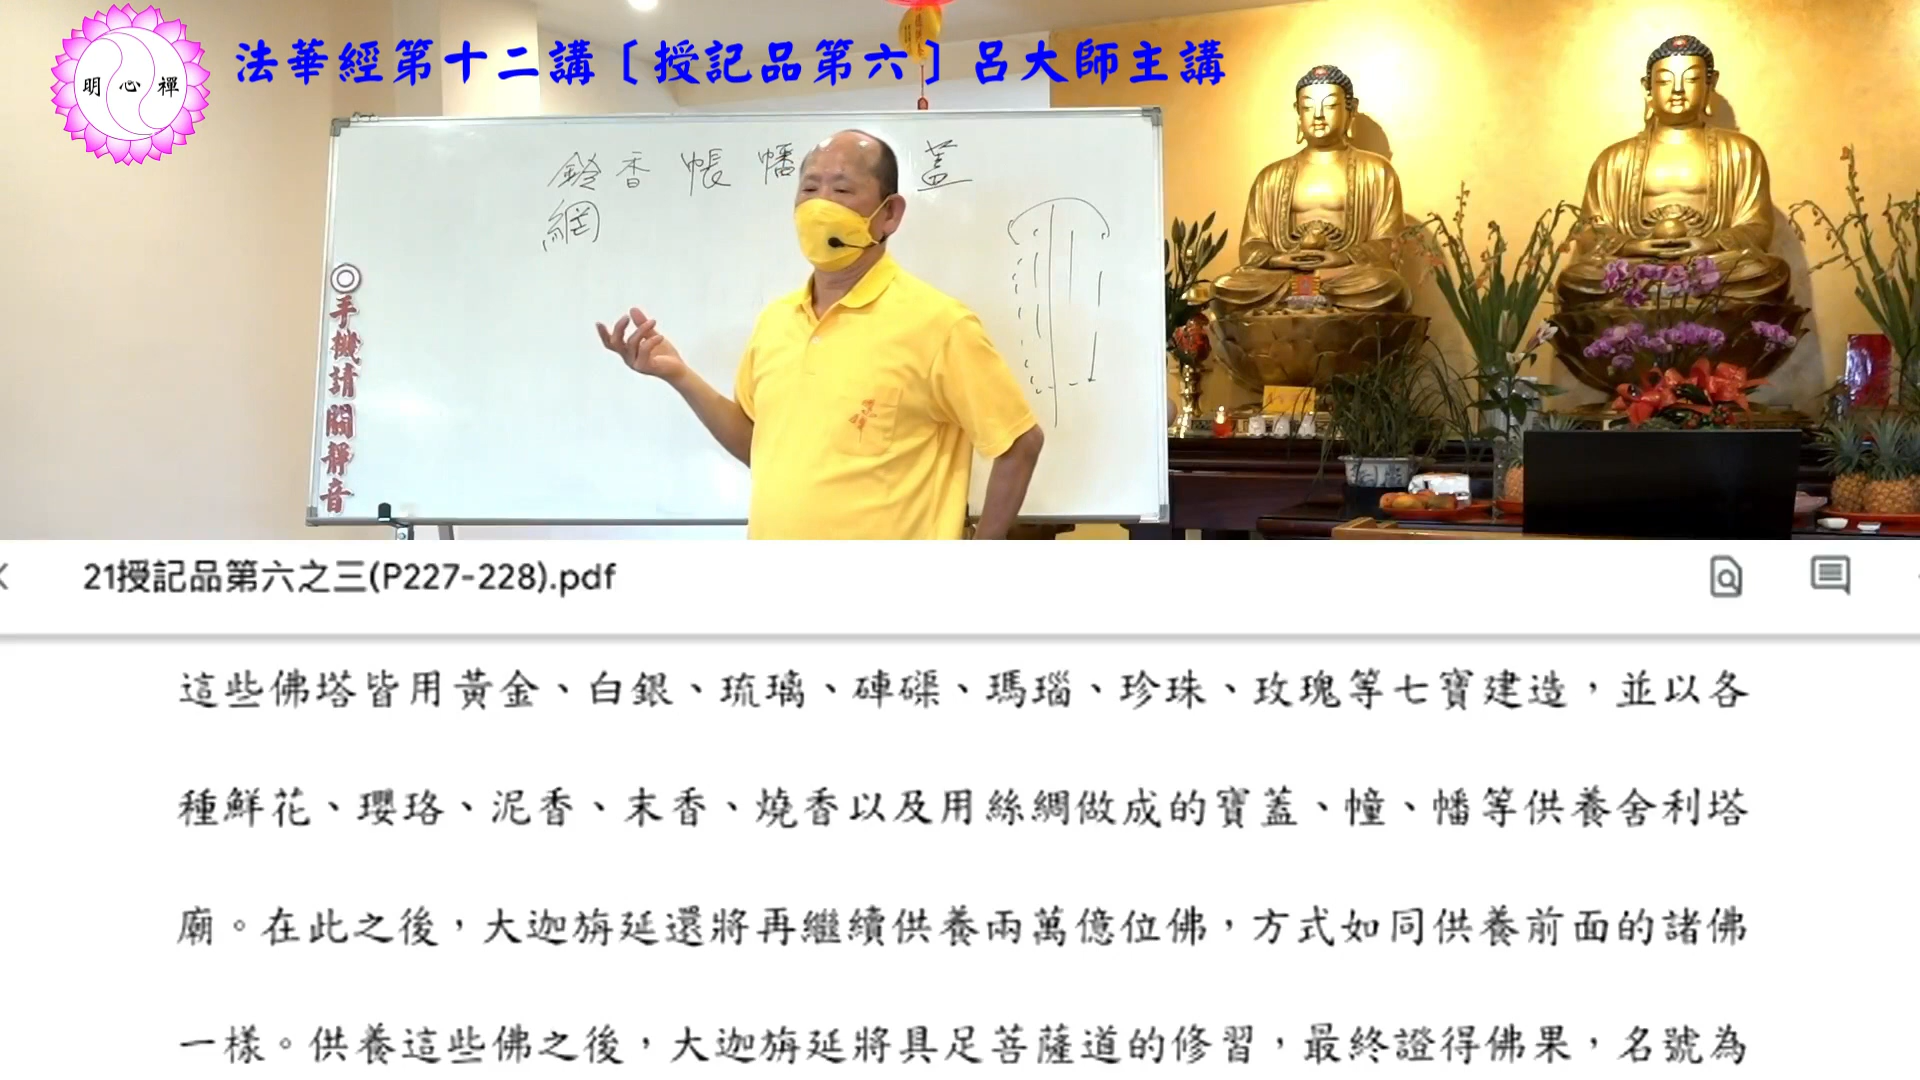 明心禪
法華經第十二講〔授記品第六〕呂大師主講
鈴香帳幡 蓋
網
手機請關靜音
21授記品第六之三(P227-228).pdf
這些佛塔皆用黃金、白銀、琉璃、硨磲、瑪瑙、珍珠、玫瑰等七寶建造，並以各
種鮮花、瓔珞、泥香、末香、燒香以及用絲綢做成的寶蓋、幢、幡等供養舍利塔
廟。在此之後，大迦旃延還將再繼續供養兩萬億位佛，方式如同供養前面的諸佛
一樣。供養這些佛之後，大迦旃延將具足菩薩道的修習，最終證得佛果，名號為